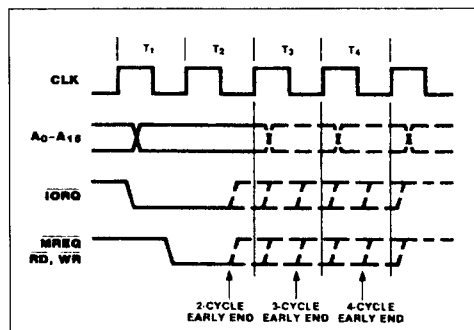 T₁ T₂ T₃ T₄
CLK
A₀–A₁₆
IORQ
MREQ
RD, WR
2-CYCLE EARLY END
3-CYCLE EARLY END
4-CYCLE EARLY END